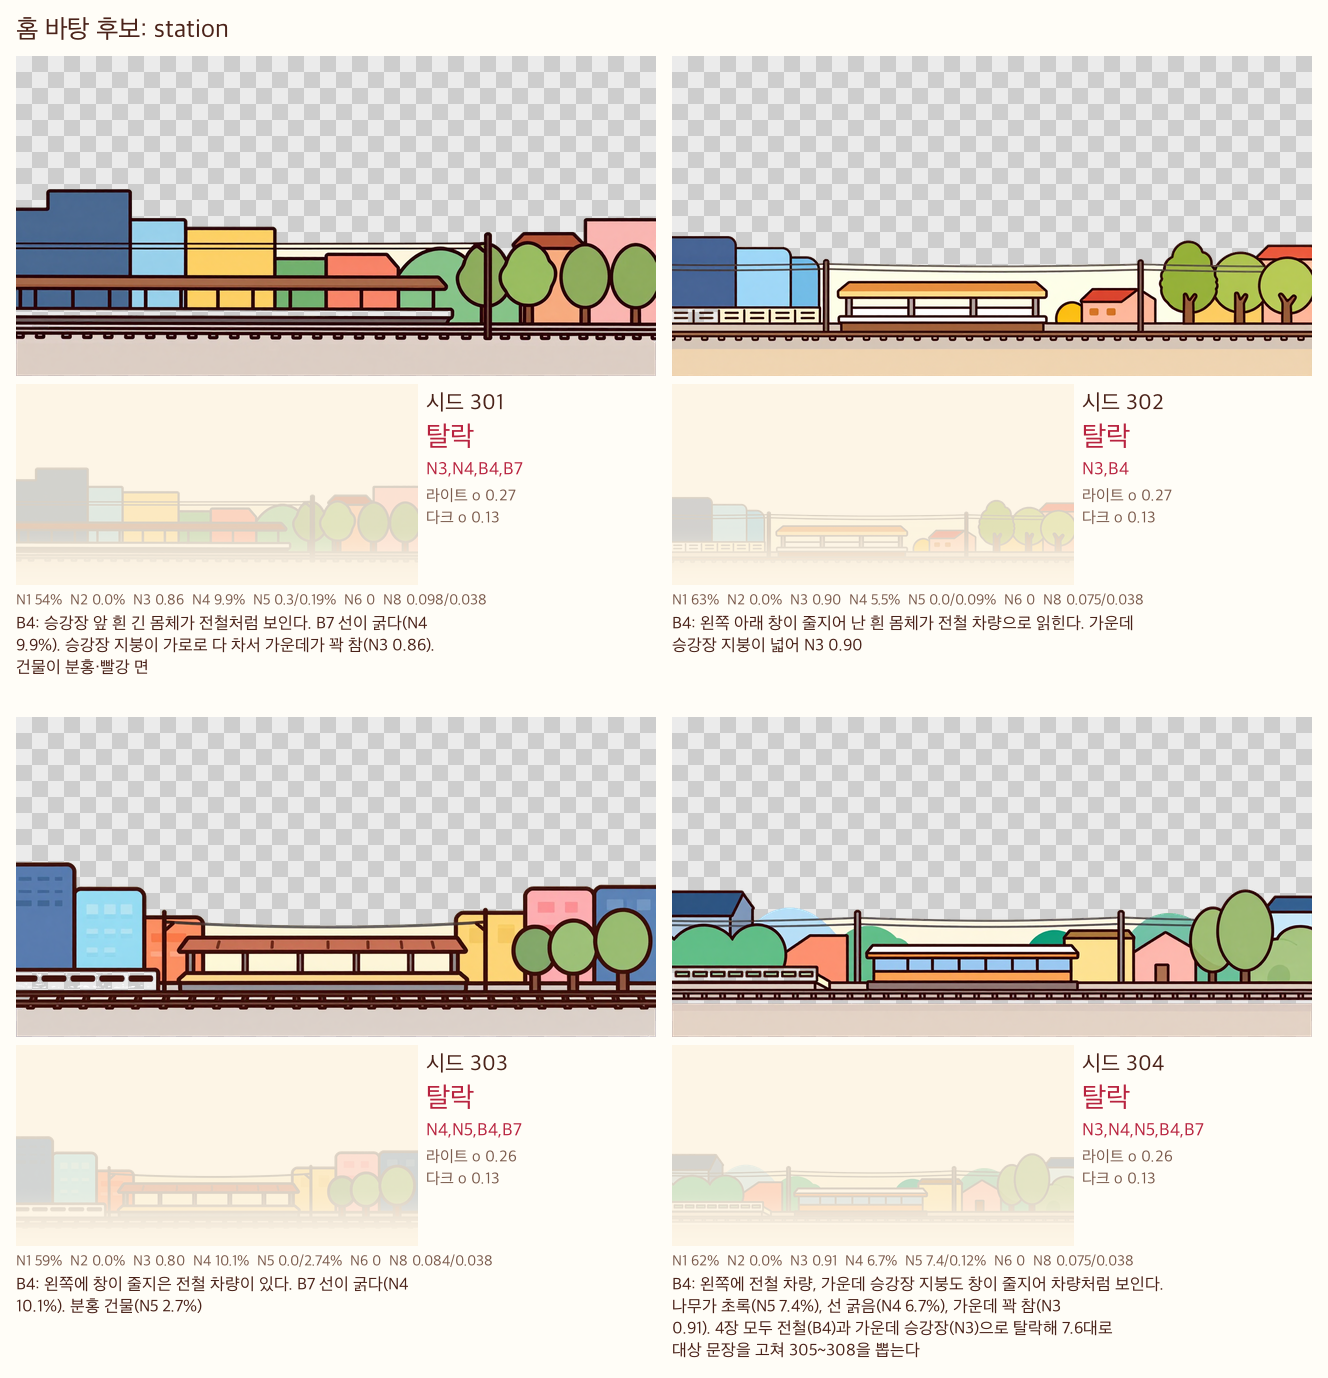 홈 바탕 후보: station
시드 301
탈락
N3,N4,B4,B7
라이트 o 0.27
다크 o 0.13
N1 54% N2 0.0% N3 0.86 N4 9.9% N5 0.3/0.19% N6 0 N8 0.098/0.038
B4: 승강장 앞 흰 긴 몸체가 전철처럼 보인다. B7 선이 굵다(N4
9.9%). 승강장 지붕이 가로로 다 차서 가운데가 꽉 참(N3 0.86).
건물이 분홍·빨강 면
시드 302
탈락
N3,B4
라이트 o 0.27
다크 o 0.13
N1 63% N2 0.0% N3 0.90 N4 5.5% N5 0.0/0.09% N6 0 N8 0.075/0.038
B4: 왼쪽 아래 창이 줄지어 난 흰 몸체가 전철 차량으로 읽힌다. 가운데
승강장 지붕이 넓어 N3 0.90
시드 303
탈락
N4,N5,B4,B7
라이트 o 0.26
다크 o 0.13
N1 59% N2 0.0% N3 0.80 N4 10.1% N5 0.0/2.74% N6 0 N8 0.084/0.038
B4: 왼쪽에 창이 줄지은 전철 차량이 있다. B7 선이 굵다(N4
10.1%). 분홍 건물(N5 2.7%)
시드 304
탈락
N3,N4,N5,B4,B7
라이트 o 0.26
다크 o 0.13
N1 62% N2 0.0% N3 0.91 N4 6.7% N5 7.4/0.12% N6 0 N8 0.075/0.038
B4: 왼쪽에 전철 차량, 가운데 승강장 지붕도 창이 줄지어 차량처럼 보인다.
나무가 초록(N5 7.4%), 선 굵음(N4 6.7%), 가운데 꽉 참(N3
0.91). 4장 모두 전철(B4)과 가운데 승강장(N3)으로 탈락해 7.6대로
대상 문장을 고쳐 305~308을 뽑는다